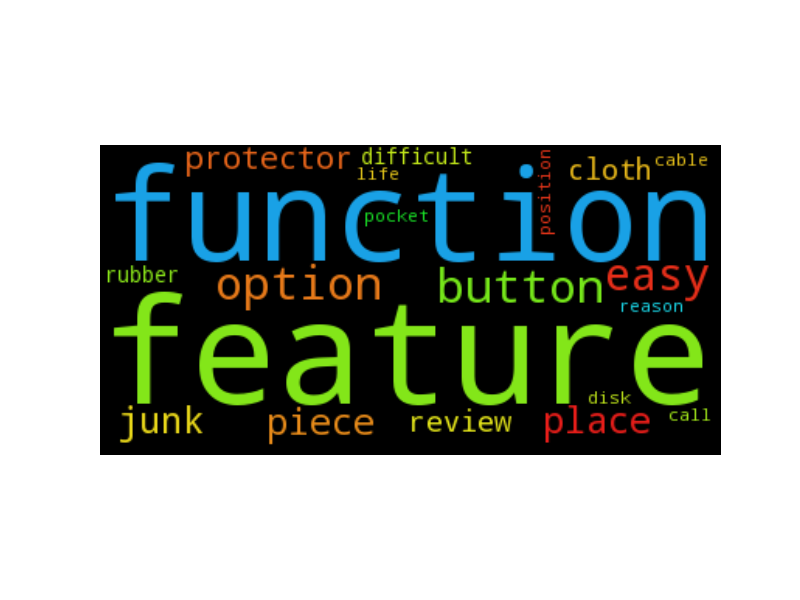 protector difficult
life
cloth cable
position
function
pocket
rubber option button easy
reason
feature
disk
junk piece review place call